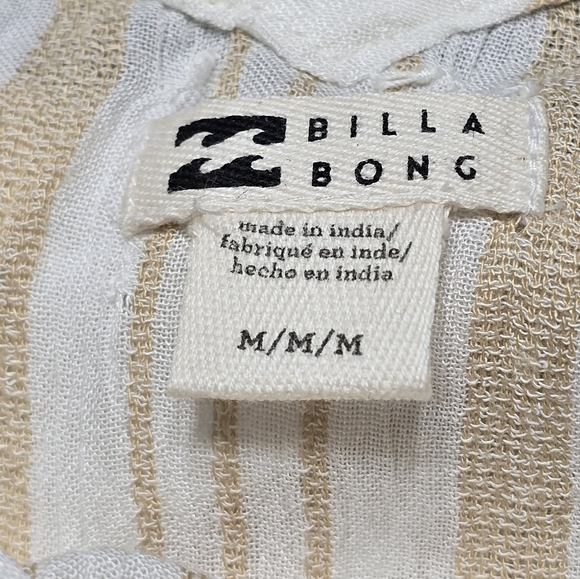 BILLA
BONG
made in india/
fabriqué en inde/
hecho en india
M/M/M